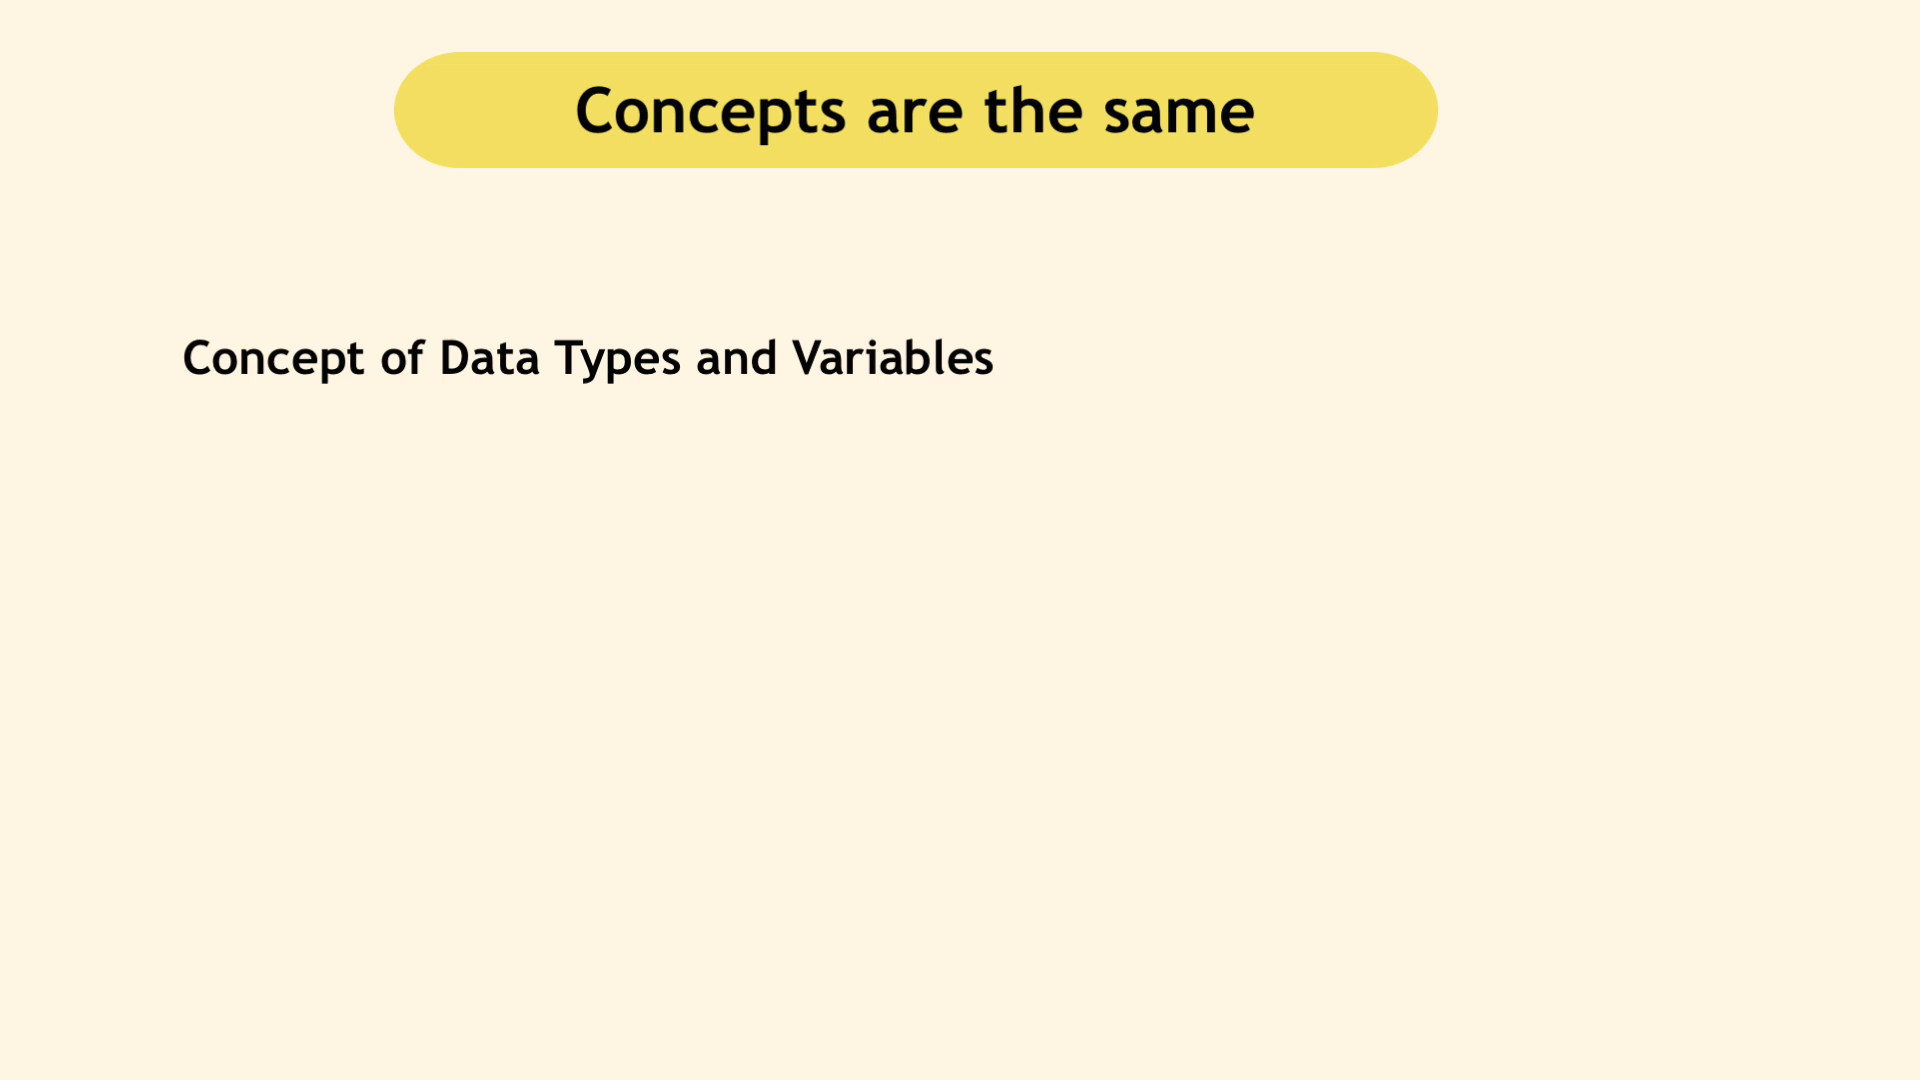 Concepts are the same
Concept of Data Types and Variables